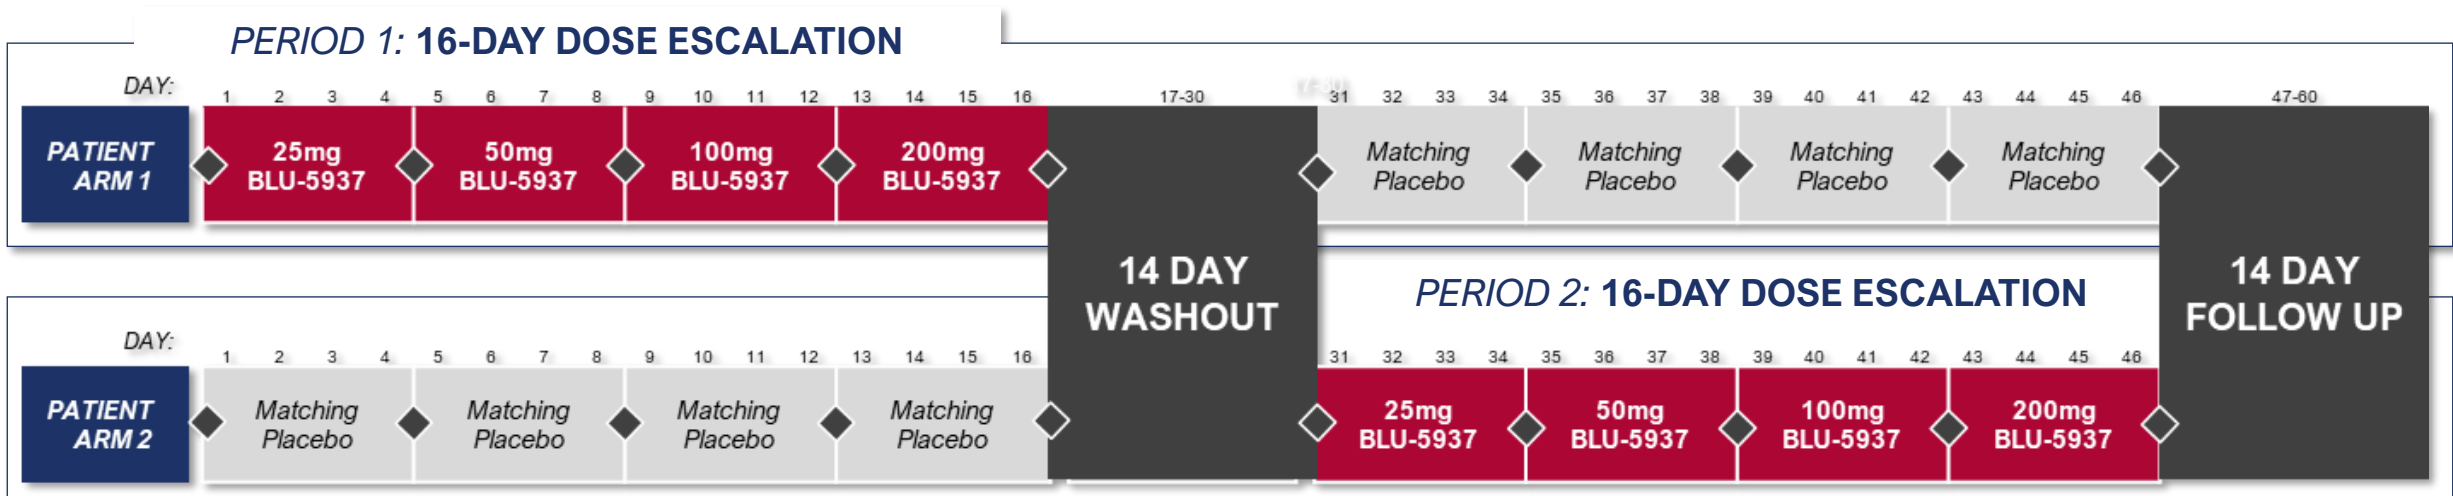 PERIOD 1: 16-DAY DOSE ESCALATION
DAY: 1 2 3 4 5 6 7 8 9 10 11 12 13 14 15 16 17-30 31 32 33 34 35 36 37 38 39 40 41 42 43 44 45 46 47-60
PATIENT
ARM 1
25mg
BLU-5937
50mg
BLU-5937
100mg
BLU-5937
200mg
BLU-5937
Matching
Placebo
Matching
Placebo
Matching
Placebo
Matching
Placebo
14 DAY
WASHOUT
14 DAY
FOLLOW UP
PERIOD 2: 16-DAY DOSE ESCALATION
DAY: 1 2 3 4 5 6 7 8 9 10 11 12 13 14 15 16 31 32 33 34 35 36 37 38 39 40 41 42 43 44 45 46
PATIENT
ARM 2
Matching
Placebo
Matching
Placebo
Matching
Placebo
Matching
Placebo
25mg
BLU-5937
50mg
BLU-5937
100mg
BLU-5937
200mg
BLU-5937